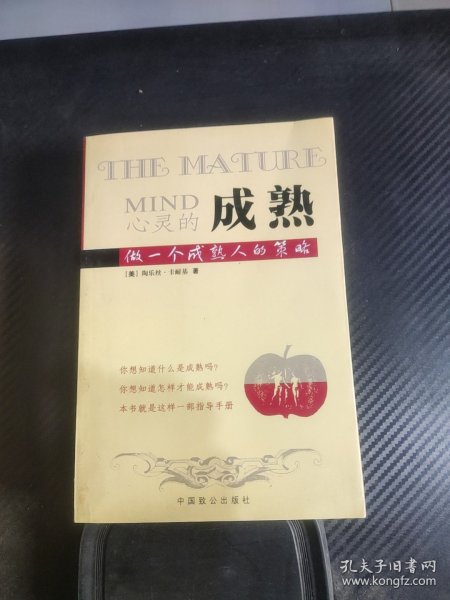 THE MATURE
MIND
心灵的
成熟
做一个成熟人的策略
[美] 陶乐丝·卡耐基 著
你想知道什么是成熟吗?
你想知道怎样才能成熟吗?
本书就是这样一部指导手册
中国致公出版社
孔夫子旧书网
www.kongfz.com